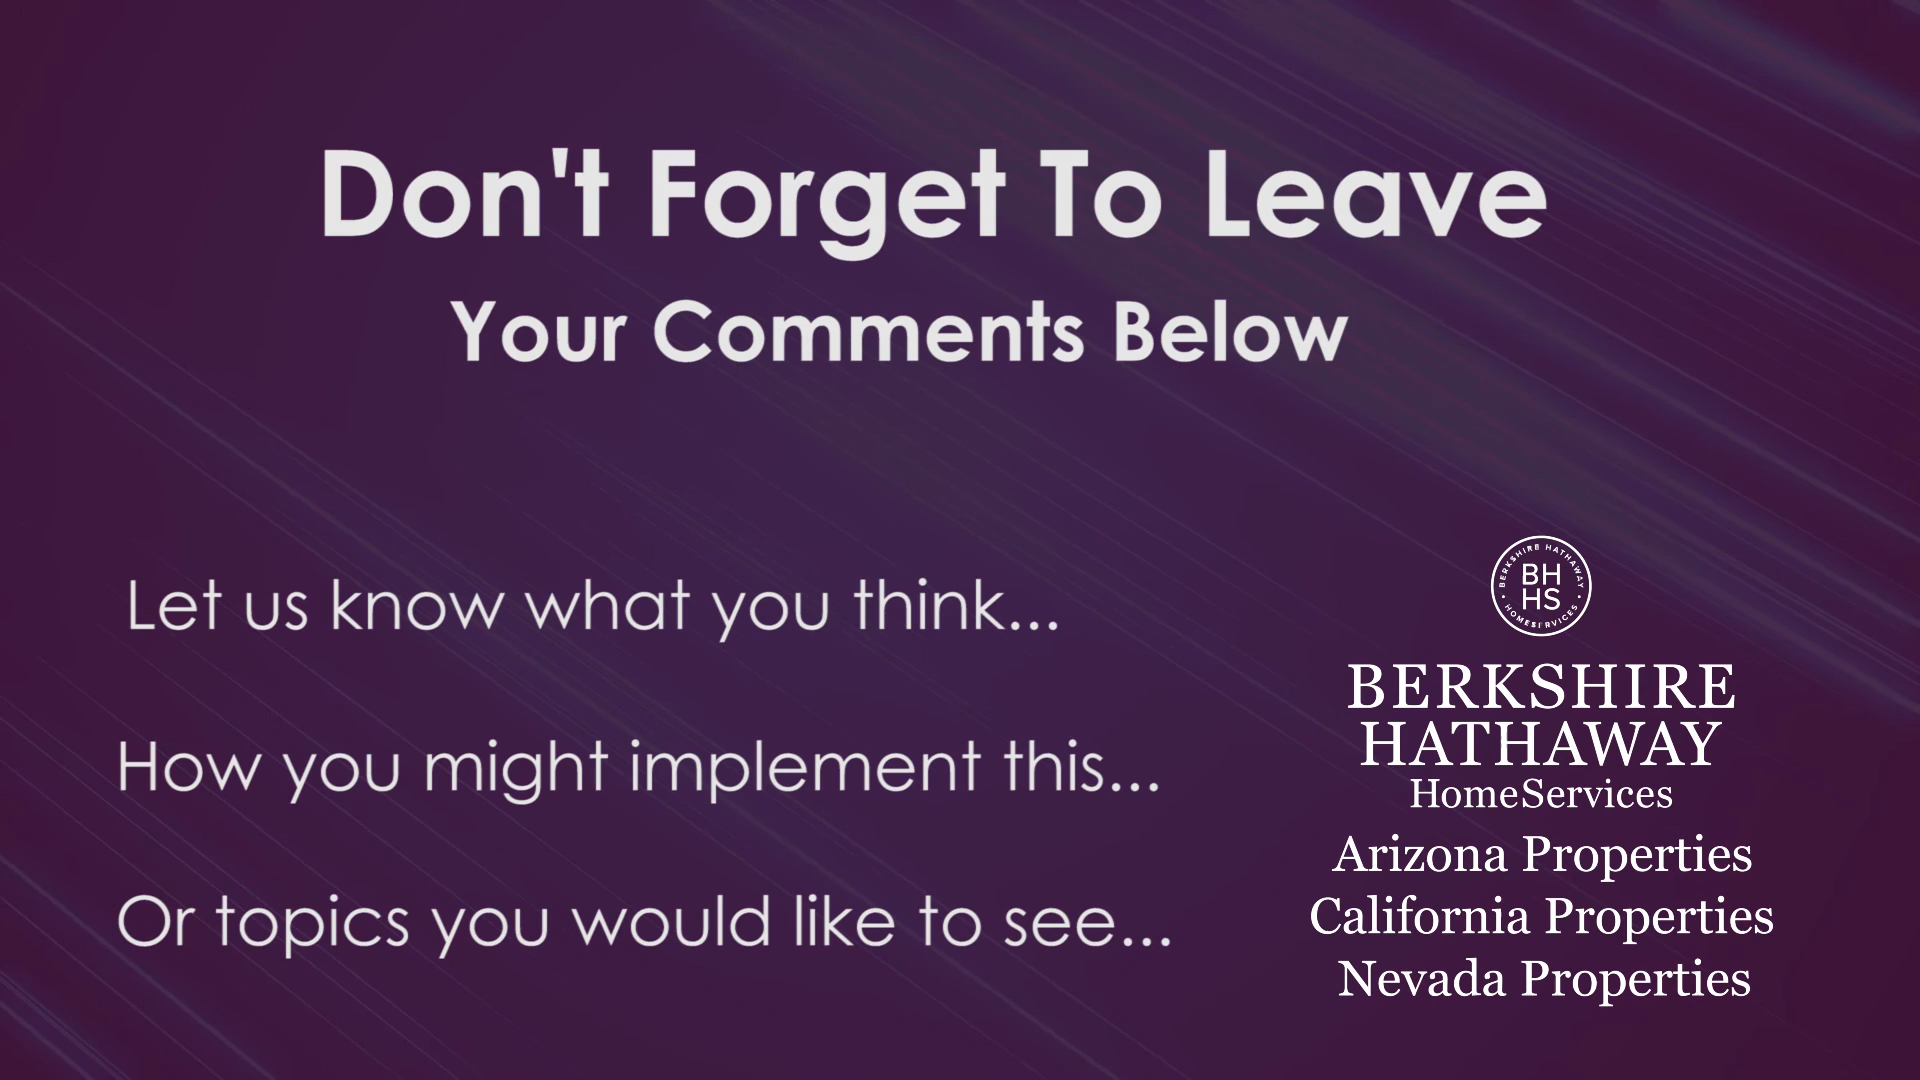 Don't Forget To Leave
Your Comments Below
Let us know what you think...
How you might implement this...
Or topics you would like to see...
BERKSHIRE HATHAWAY
BH
HS
HOMESERVICES
BERKSHIRE
HATHAWAY
HomeServices
Arizona Properties
California Properties
Nevada Properties